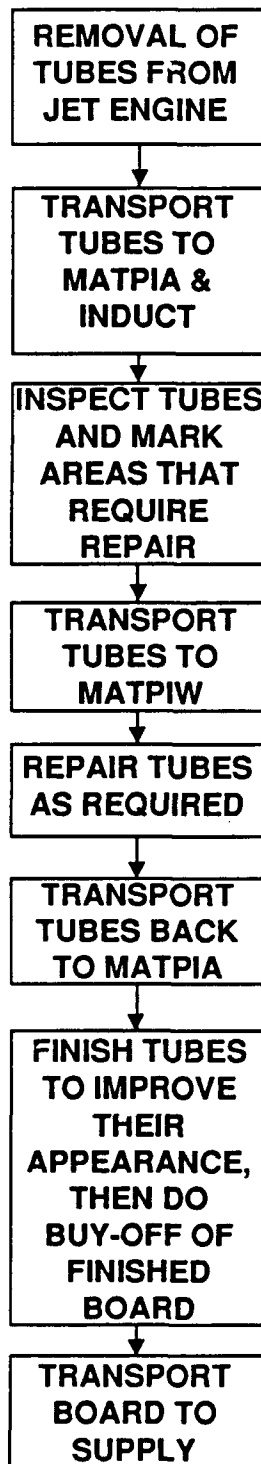 REMOVAL OF
TUBES FROM
JET ENGINE
TRANSPORT
TUBES TO
MATPIA &
INDUCT
INSPECT TUBES
AND MARK
AREAS THAT
REQUIRE
REPAIR
TRANSPORT
TUBES TO
MATPIW
REPAIR TUBES
AS REQUIRED
TRANSPORT
TUBES BACK
TO MATPIA
FINISH TUBES
TO IMPROVE
THEIR
APPEARANCE,
THEN DO
BUY-OFF OF
FINISHED
BOARD
TRANSPORT
BOARD TO
SUPPLY